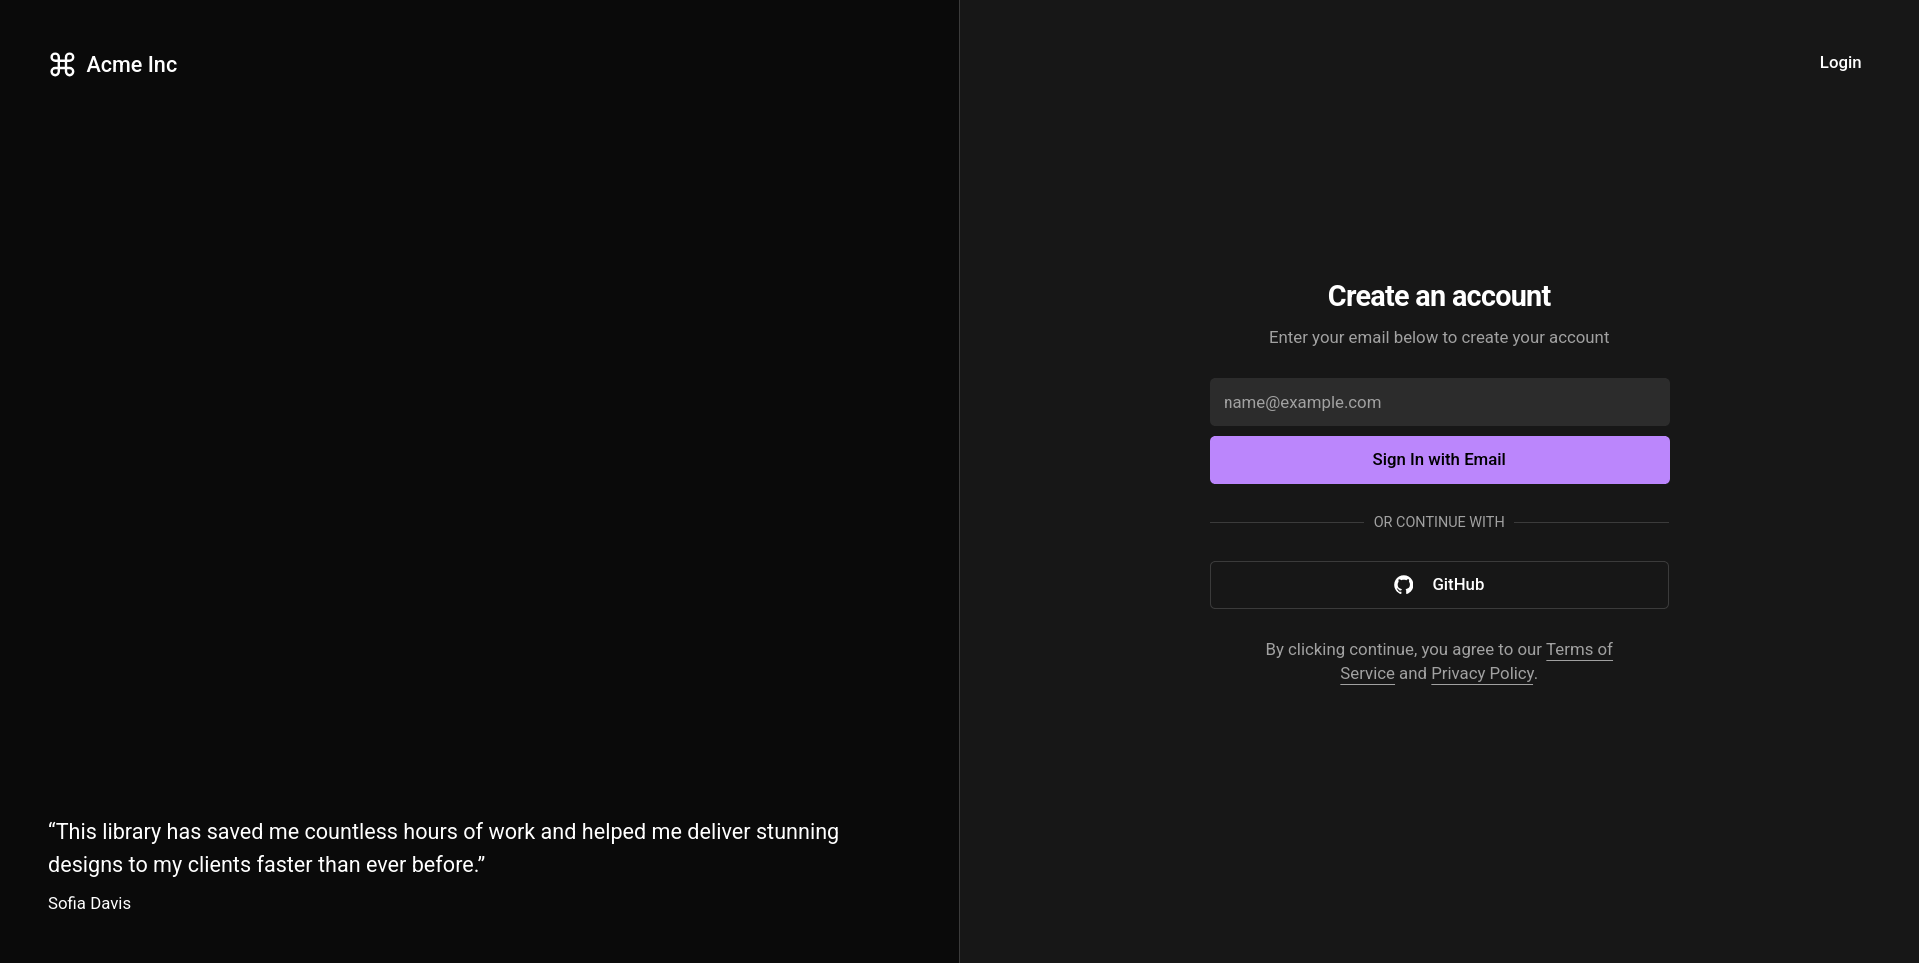 Acme Inc
“This library has saved me countless hours of work and helped me deliver stunning
designs to my clients faster than ever before.”
Sofia Davis
Login
Create an account
Enter your email below to create your account
name@example.com
Sign In with Email
OR CONTINUE WITH
GitHub
By clicking continue, you agree to our Terms of
Service and Privacy Policy.